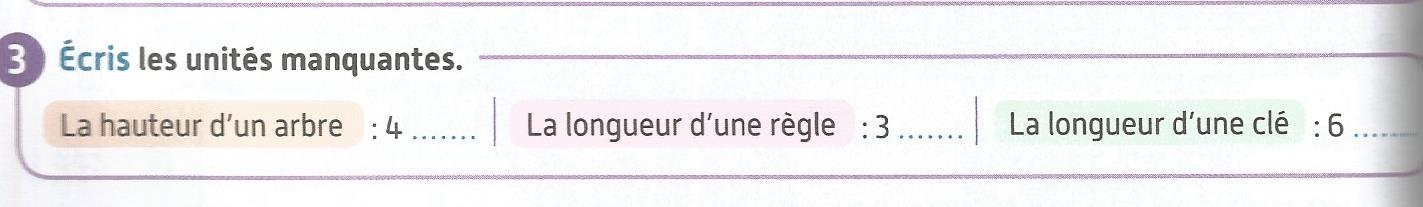 3 Écris les unités manquantes.
La hauteur d'un arbre : 4 ....... La longueur d'une règle : 3 ....... La longueur d'une clé : 6 .......